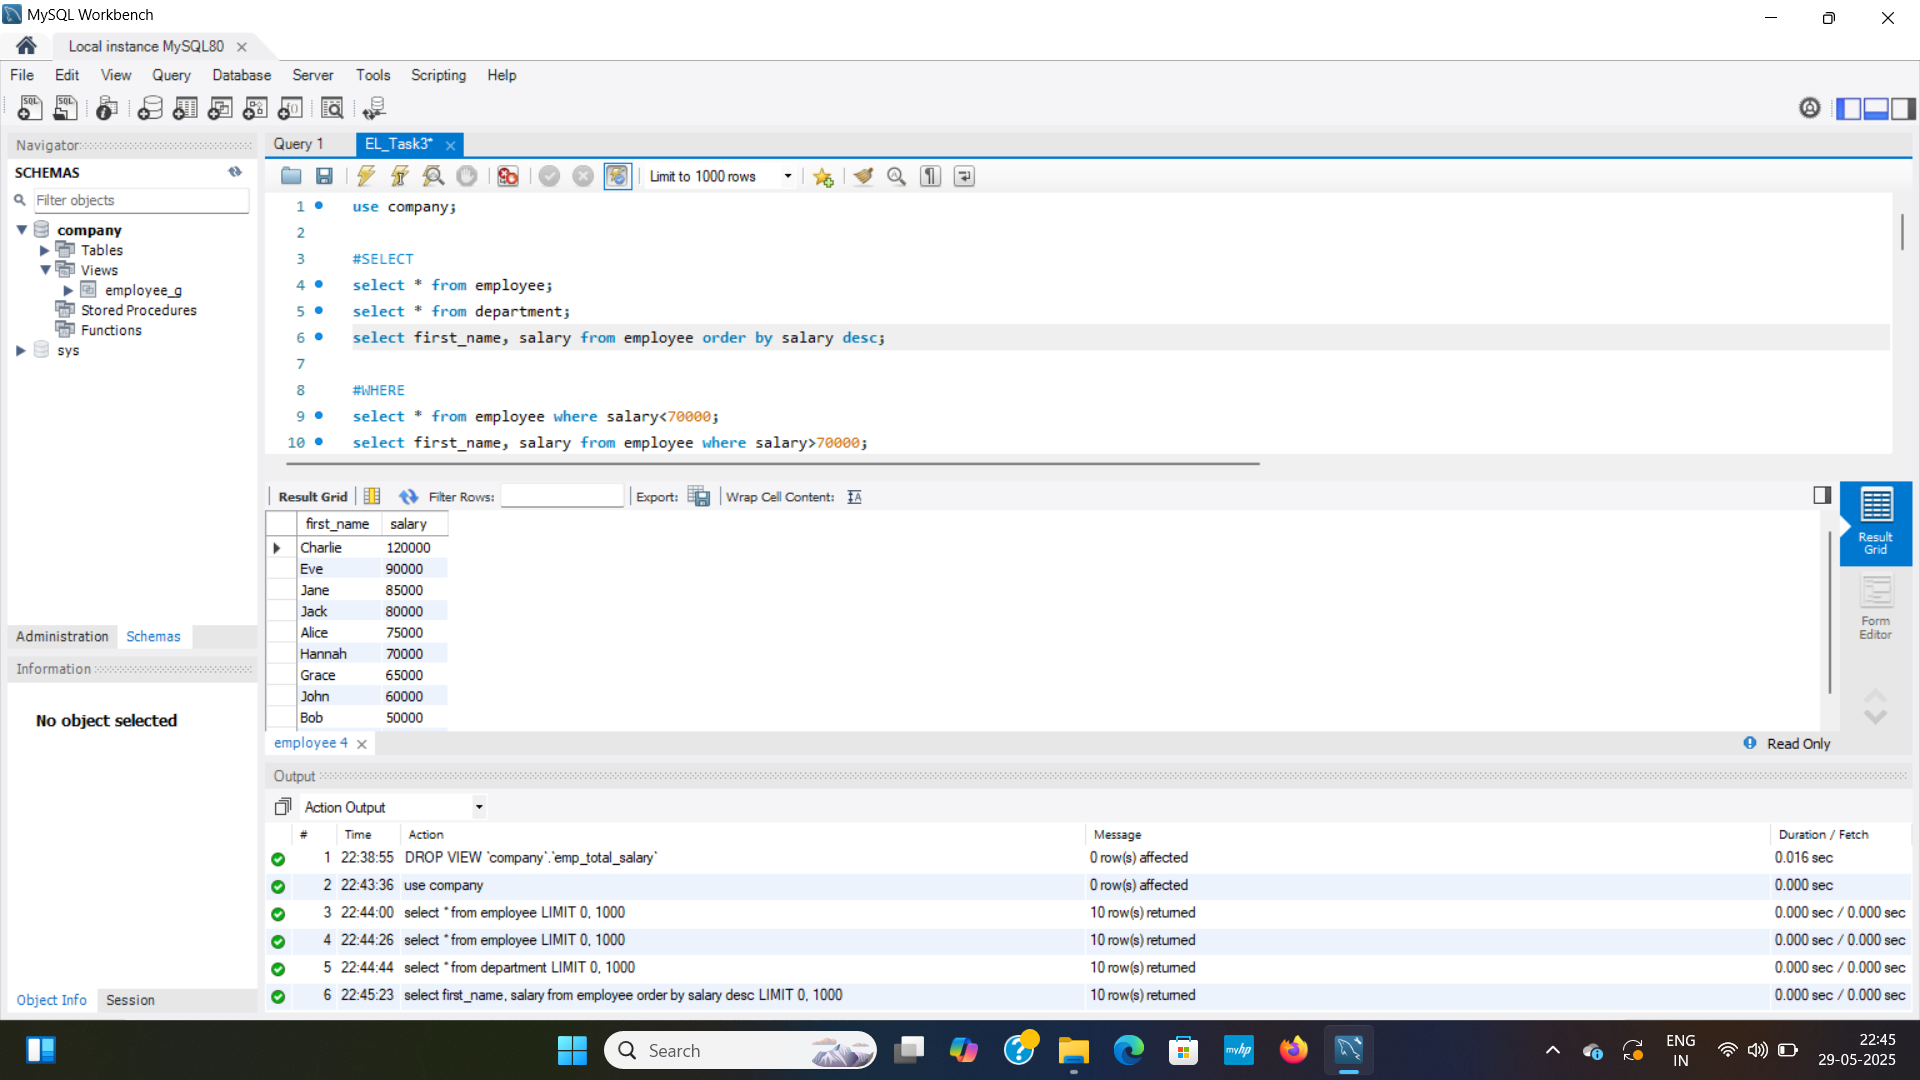 MySQL Workbench
Local instance MySQL80
File Edit View Query Database Server Tools Scripting Help
Navigator
SCHEMAS
Filter objects
company
Tables
Views
employee_g
Stored Procedures
Functions
sys
Administration Schemas
Information
No object selected
Object Info Session
Query 1 EL_Task3*
Limit to 1000 rows
1 use company;
2
3 #SELECT
4 select * from employee;
5 select * from department;
6 select first_name, salary from employee order by salary desc;
7
8 #WHERE
9 select * from employee where salary<70000;
10 select first_name, salary from employee where salary>70000;
Result Grid Filter Rows: Export: Wrap Cell Content:
first_name salary
Charlie 120000
Eve 90000
Jane 85000
Jack 80000
Alice 75000
Hannah 70000
Grace 65000
John 60000
Bob 50000
Result Grid
Form Editor
employee 4
Read Only
Output
Action Output
# Time Action Message Duration / Fetch
1 22:38:55 DROP VIEW `company`.`emp_total_salary` 0 row(s) affected 0.016 sec
2 22:43:36 use company 0 row(s) affected 0.000 sec
3 22:44:00 select * from employee LIMIT 0, 1000 10 row(s) returned 0.000 sec / 0.000 sec
4 22:44:26 select * from employee LIMIT 0, 1000 10 row(s) returned 0.000 sec / 0.000 sec
5 22:44:44 select * from department LIMIT 0, 1000 10 row(s) returned 0.000 sec / 0.000 sec
6 22:45:23 select first_name, salary from employee order by salary desc LIMIT 0, 1000 10 row(s) returned 0.000 sec / 0.000 sec
Search
myhp
ENG
IN
22:45
29-05-2025